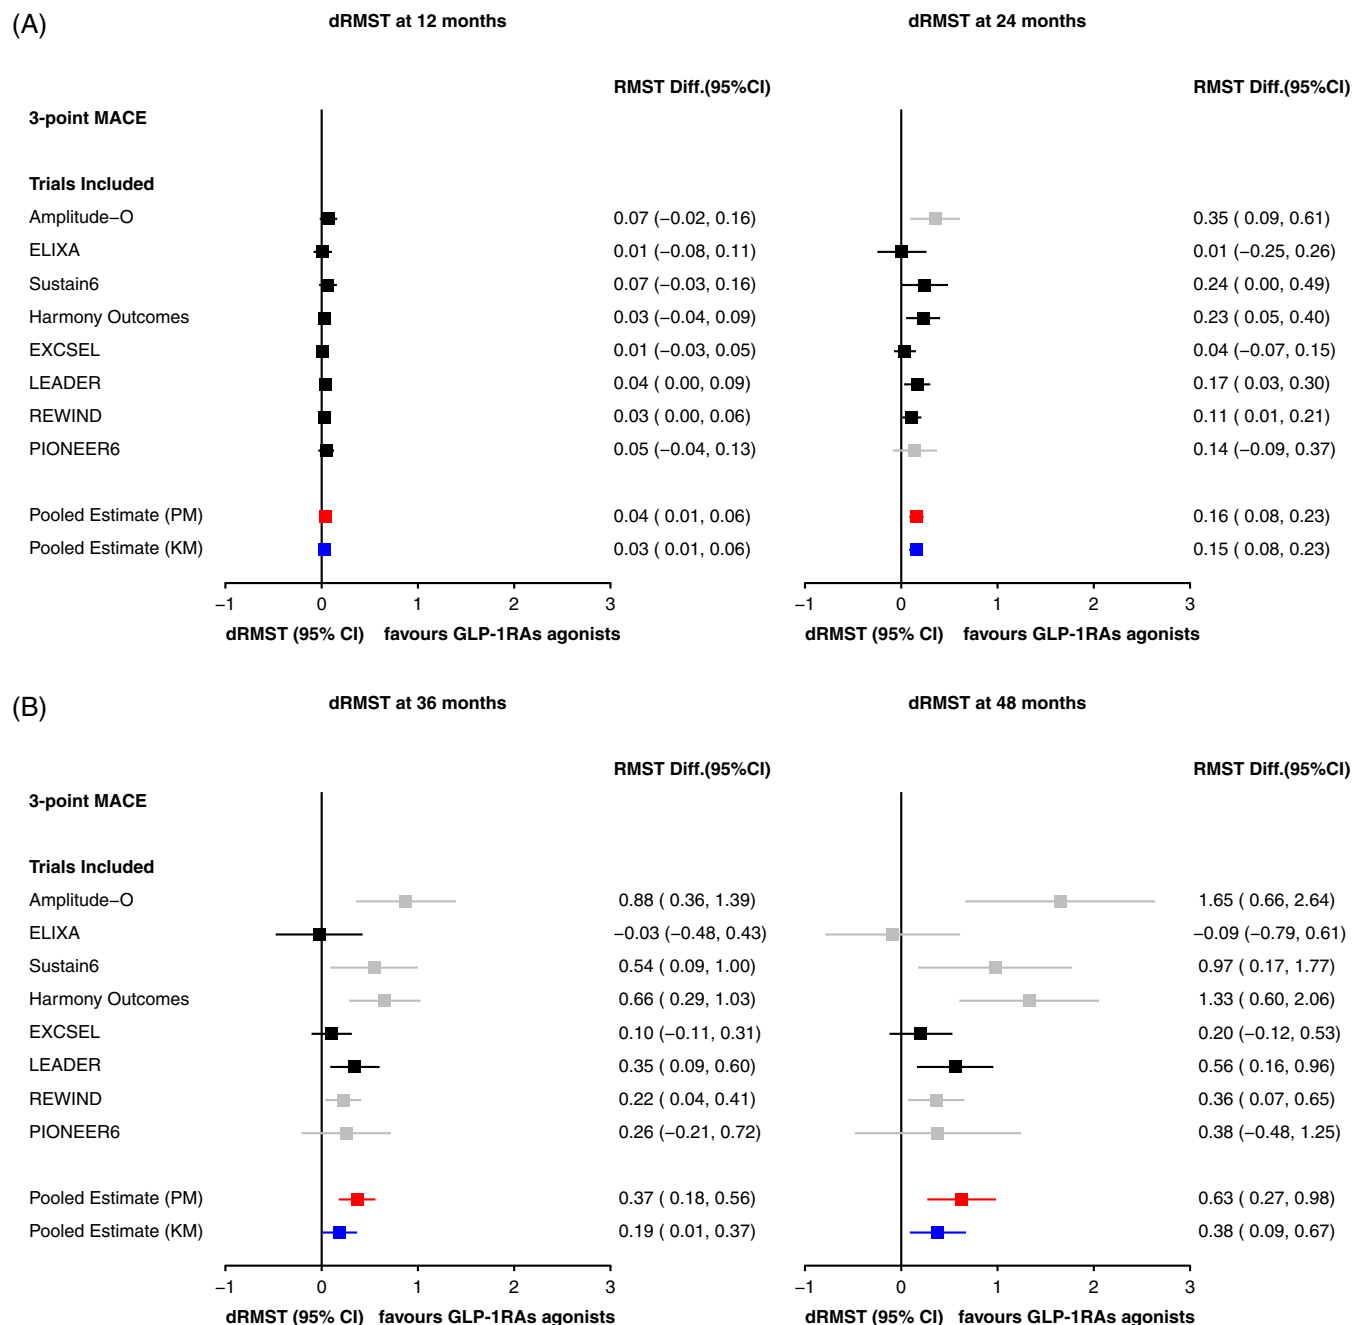 (A)
dRMST at 12 months dRMST at 24 months
RMST Diff.(95%CI) RMST Diff.(95%CI)
3-point MACE
Trials Included
Amplitude−O 0.07 (−0.02, 0.16) 0.35 ( 0.09, 0.61)
ELIXA 0.01 (−0.08, 0.11) 0.01 (−0.25, 0.26)
Sustain6 0.07 (−0.03, 0.16) 0.24 ( 0.00, 0.49)
Harmony Outcomes 0.03 (−0.04, 0.09) 0.23 ( 0.05, 0.40)
EXCSEL 0.01 (−0.03, 0.05) 0.04 (−0.07, 0.15)
LEADER 0.04 ( 0.00, 0.09) 0.17 ( 0.03, 0.30)
REWIND 0.03 ( 0.00, 0.06) 0.11 ( 0.01, 0.21)
PIONEER6 0.05 (−0.04, 0.13) 0.14 (−0.09, 0.37)
Pooled Estimate (PM) 0.04 ( 0.01, 0.06) 0.16 ( 0.08, 0.23)
Pooled Estimate (KM) 0.03 ( 0.01, 0.06) 0.15 ( 0.08, 0.23)
−1 0 1 2 3 −1 0 1 2 3
dRMST (95% CI) favours GLP-1RAs agonists dRMST (95% CI) favours GLP-1RAs agonists
(B)
dRMST at 36 months dRMST at 48 months
RMST Diff.(95%CI) RMST Diff.(95%CI)
3-point MACE
Trials Included
Amplitude−O 0.88 ( 0.36, 1.39) 1.65 ( 0.66, 2.64)
ELIXA −0.03 (−0.48, 0.43) −0.09 (−0.79, 0.61)
Sustain6 0.54 ( 0.09, 1.00) 0.97 ( 0.17, 1.77)
Harmony Outcomes 0.66 ( 0.29, 1.03) 1.33 ( 0.60, 2.06)
EXCSEL 0.10 (−0.11, 0.31) 0.20 (−0.12, 0.53)
LEADER 0.35 ( 0.09, 0.60) 0.56 ( 0.16, 0.96)
REWIND 0.22 ( 0.04, 0.41) 0.36 ( 0.07, 0.65)
PIONEER6 0.26 (−0.21, 0.72) 0.38 (−0.48, 1.25)
Pooled Estimate (PM) 0.37 ( 0.18, 0.56) 0.63 ( 0.27, 0.98)
Pooled Estimate (KM) 0.19 ( 0.01, 0.37) 0.38 ( 0.09, 0.67)
−1 0 1 2 3 −1 0 1 2 3
dRMST (95% CI) favours GLP-1RAs agonists dRMST (95% CI) favours GLP-1RAs agonists